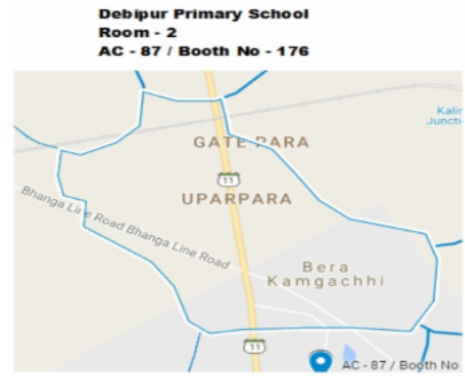 Debipur Primary School
Room - 2
AC - 87 / Booth No - 176
Juncti
GATE PARA
11
UPARPARA
Bhanga Line Road Bhanga Line Road
Bera
Kamgachhi
11
AC - 87 / Booth No